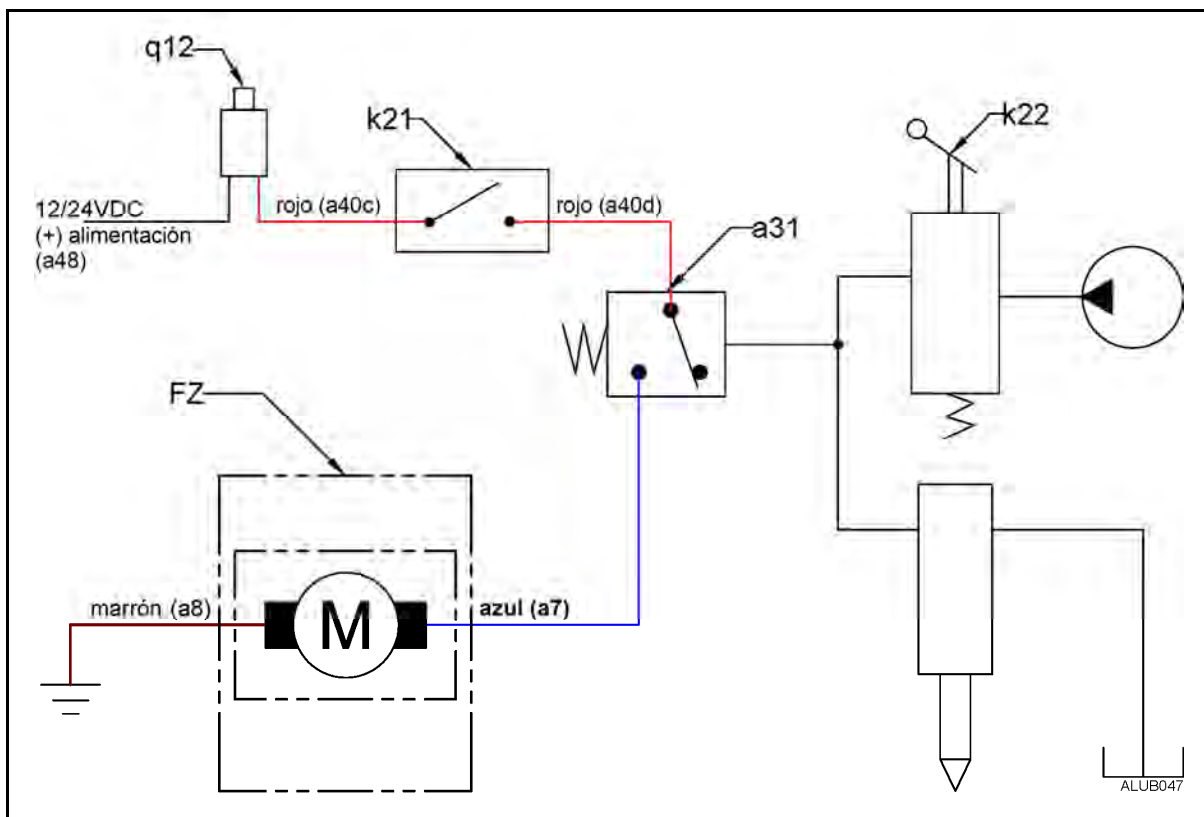 q12
k21
k22
12/24VDC
(+) alimentación
(a48)
rojo (a40c)
rojo (a40d)
a31
FZ
marrón (a8)
M
azul (a7)
ALUB047